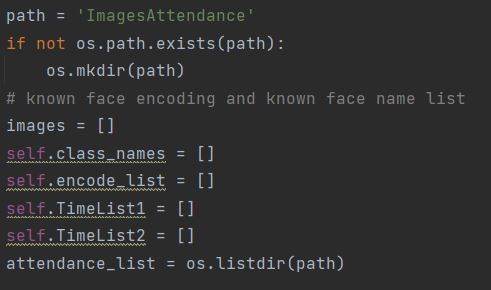 path = 'ImagesAttendance'
if not os.path.exists(path):
    os.mkdir(path)
# known face encoding and known face name list
images = []
self.class_names = []
self.encode_list = []
self.TimeList1 = []
self.TimeList2 = []
attendance_list = os.listdir(path)